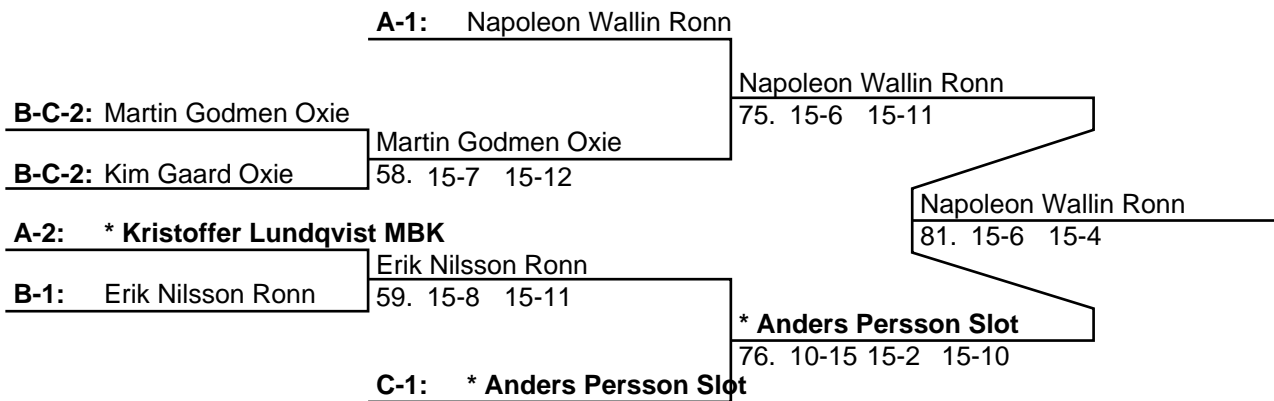 A-1: Napoleon Wallin Ronn
Napoleon Wallin Ronn
B-C-2: Martin Godmen Oxie
75. 15-6 15-11
Martin Godmen Oxie
B-C-2: Kim Gaard Oxie
58. 15-7 15-12
Napoleon Wallin Ronn
A-2: * Kristoffer Lundqvist MBK
81. 15-6 15-4
Erik Nilsson Ronn
B-1: Erik Nilsson Ronn
59. 15-8 15-11
* Anders Persson Slot
76. 10-15 15-2 15-10
C-1: * Anders Persson Slot